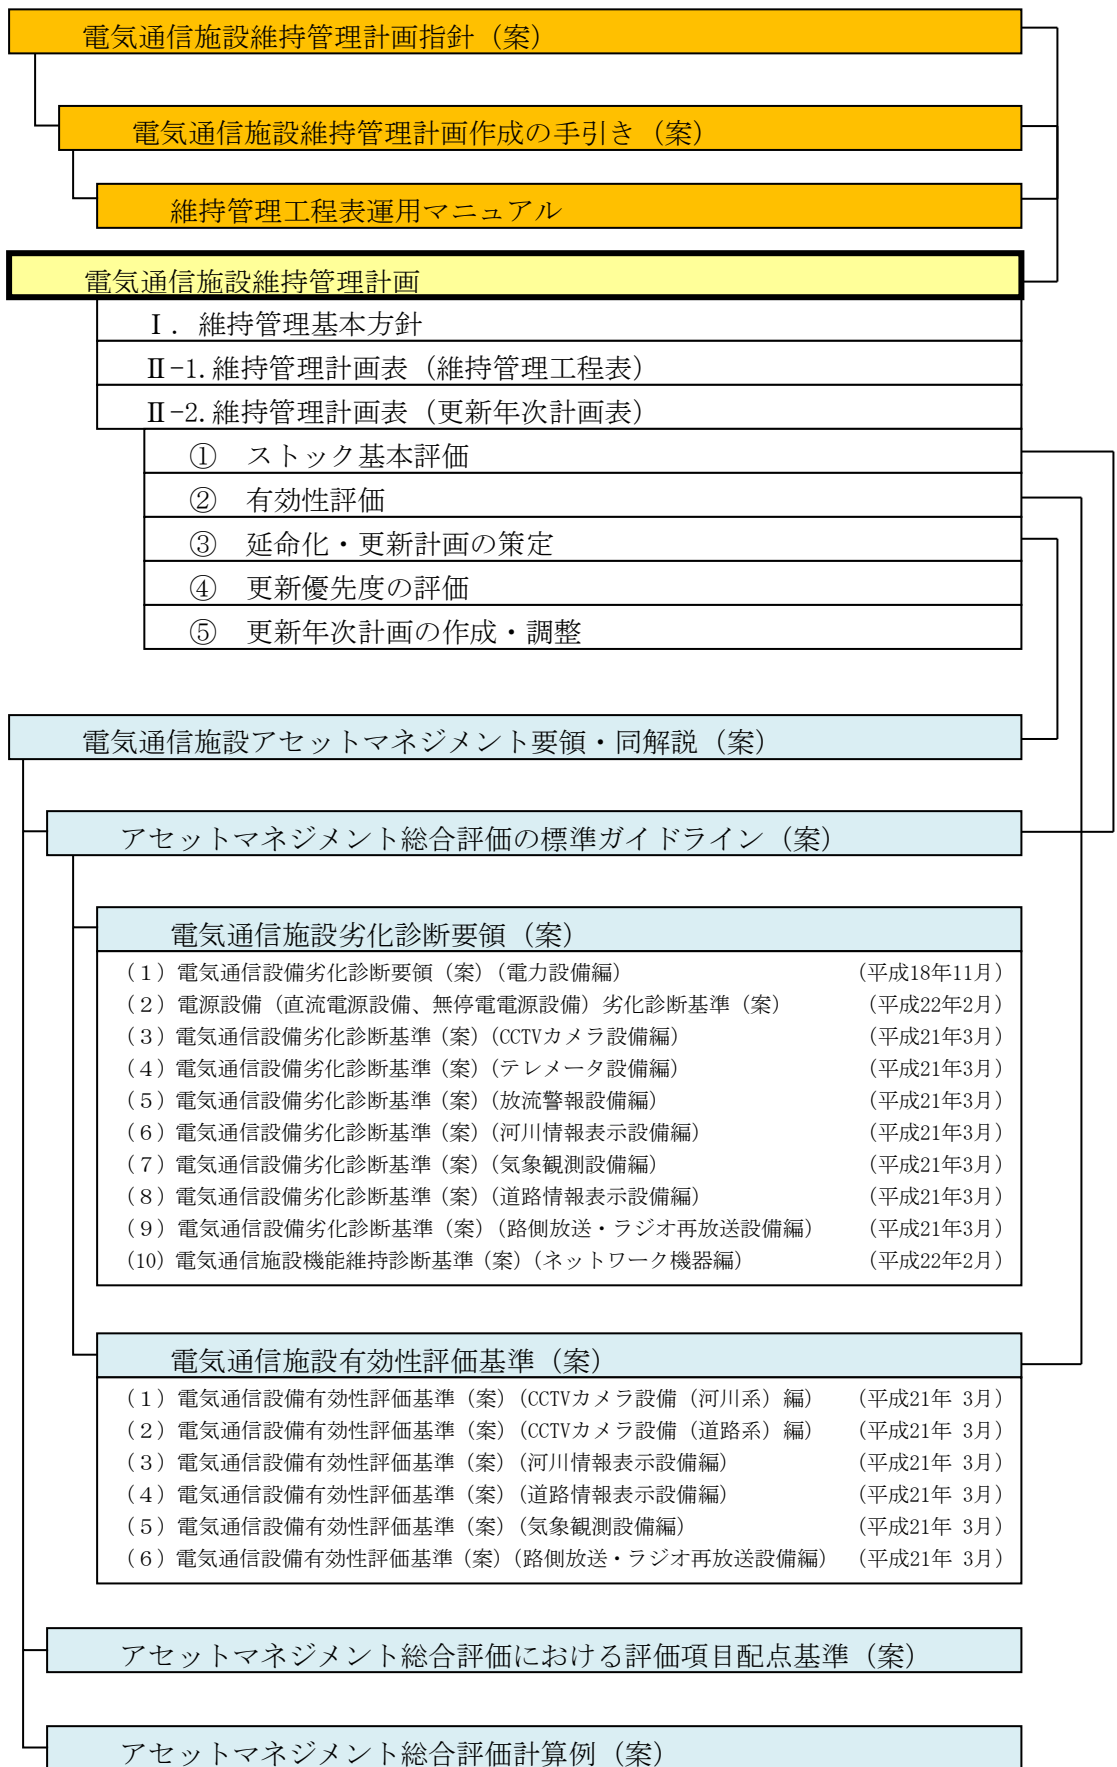 電気通信施設維持管理計画指針（案）
電気通信施設維持管理計画作成の手引き（案）
維持管理工程表運用マニュアル
電気通信施設維持管理計画
Ⅰ．維持管理基本方針
Ⅱ-1.維持管理計画表（維持管理工程表）
Ⅱ-2.維持管理計画表（更新年次計画表）
① ストック基本評価
② 有効性評価
③ 延命化・更新計画の策定
④ 更新優先度の評価
⑤ 更新年次計画の作成・調整
電気通信施設アセットマネジメント要領・同解説（案）
アセットマネジメント総合評価の標準ガイドライン（案）
電気通信施設劣化診断要領（案）
（１）電気通信設備劣化診断要領（案）（電力設備編） （平成18年11月）
（２）電源設備（直流電源設備、無停電電源設備）劣化診断基準（案） （平成22年2月）
（３）電気通信設備劣化診断基準（案）（CCTVカメラ設備編） （平成21年3月）
（４）電気通信設備劣化診断基準（案）（テレメータ設備編） （平成21年3月）
（５）電気通信設備劣化診断基準（案）（放流警報設備編） （平成21年3月）
（６）電気通信設備劣化診断基準（案）（河川情報表示設備編） （平成21年3月）
（７）電気通信設備劣化診断基準（案）（気象観測設備編） （平成21年3月）
（８）電気通信設備劣化診断基準（案）（道路情報表示設備編） （平成21年3月）
（９）電気通信設備劣化診断基準（案）（路側放送・ラジオ再放送設備編） （平成21年3月）
（10）電気通信施設機能維持診断基準（案）（ネットワーク機器編） （平成22年2月）
電気通信施設有効性評価基準（案）
（１）電気通信設備有効性評価基準（案）（CCTVカメラ設備（河川系）編） （平成21年 3月）
（２）電気通信設備有効性評価基準（案）（CCTVカメラ設備（道路系）編） （平成21年 3月）
（３）電気通信設備有効性評価基準（案）（河川情報表示設備編） （平成21年 3月）
（４）電気通信設備有効性評価基準（案）（道路情報表示設備編） （平成21年 3月）
（５）電気通信設備有効性評価基準（案）（気象観測設備編） （平成21年 3月）
（６）電気通信設備有効性評価基準（案）（路側放送・ラジオ再放送設備編） （平成21年 3月）
アセットマネジメント総合評価における評価項目配点基準（案）
アセットマネジメント総合評価計算例（案）